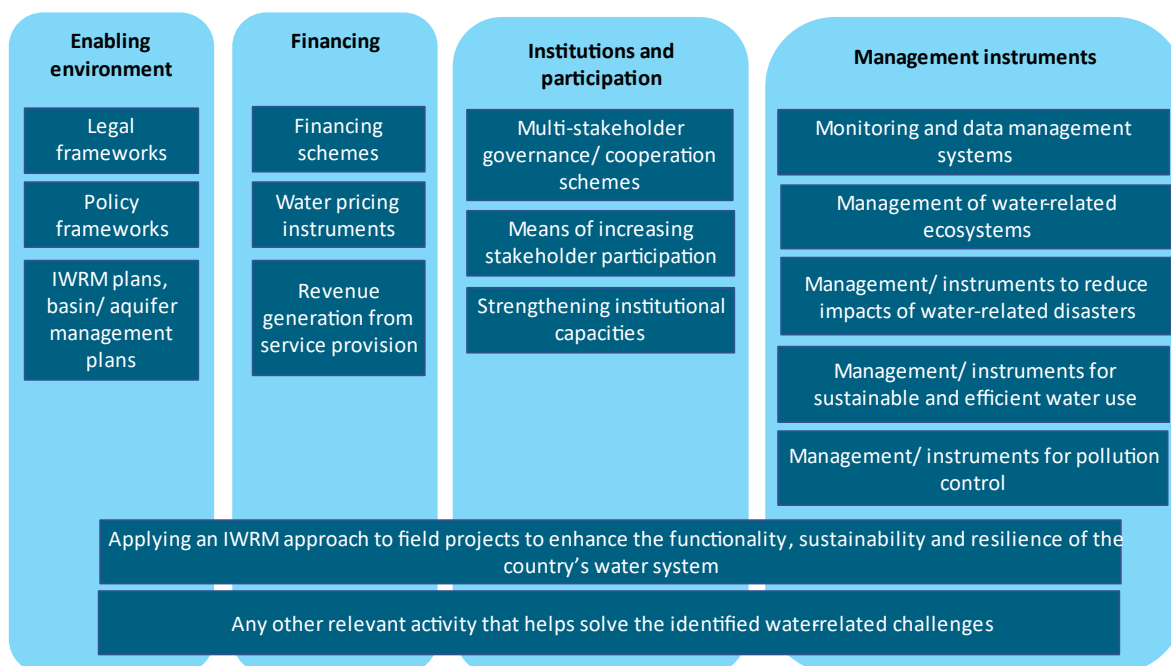 Enabling
environment
Legal
frameworks
Policy
frameworks
IWRM plans,
basin/ aquifer
management
plans
Financing
Financing
schemes
Water pricing
instruments
Revenue
generation from
service provision
Institutions and
participation
Multi-stakeholder
governance/ cooperation
schemes
Means of increasing
stakeholder participation
Strengthening institutional
capacities
Management instruments
Monitoring and data management
systems
Management of water-related
ecosystems
Management/ instruments to reduce
impacts of water-related disasters
Management/ instruments for
sustainable and efficient water use
Management/ instruments for pollution
control
Applying an IWRM approach to field projects to enhance the functionality, sustainability and resilience of the
country's water system
Any other relevant activity that helps solve the identified waterrelated challenges